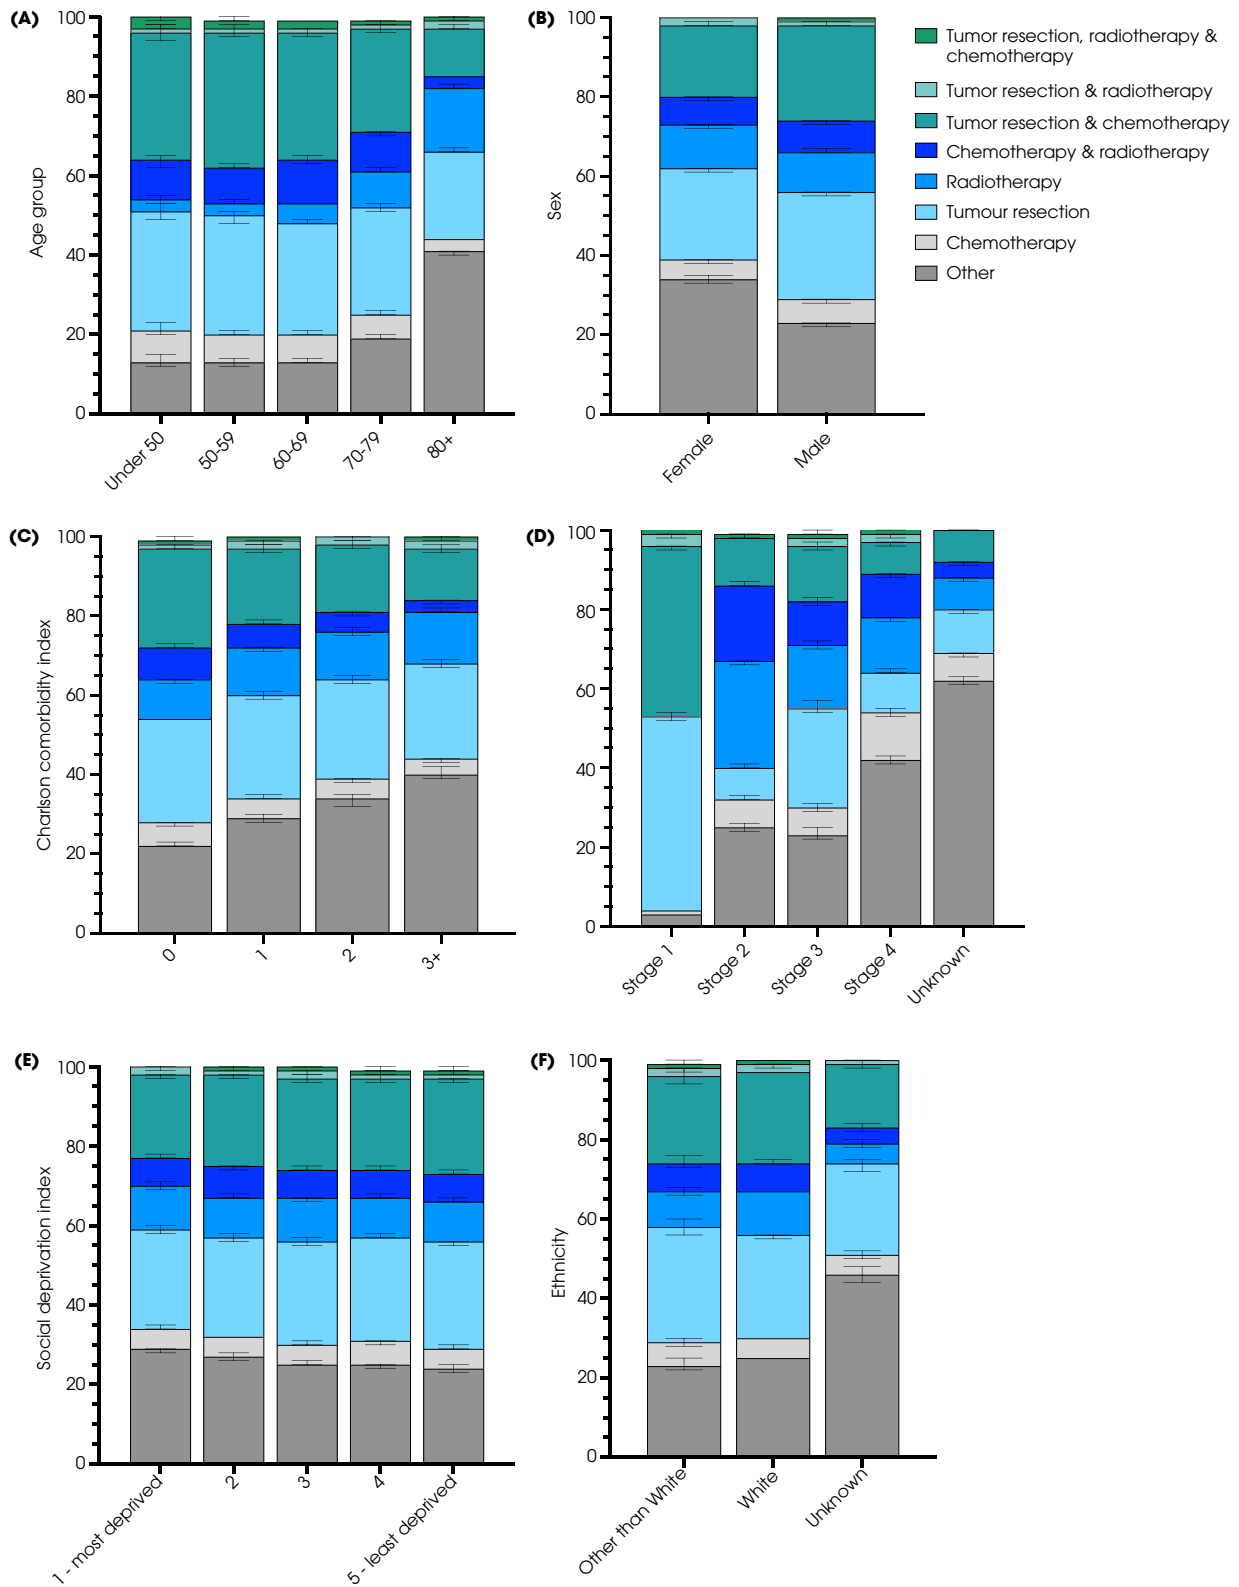 (A)
100
80
60
40
20
0
Age group
Under 50
50-59
60-69
70-79
80+
(B)
100
80
60
40
20
0
Sex
Female
Male
Tumor resection, radiotherapy &
chemotherapy
Tumor resection & radiotherapy
Tumor resection & chemotherapy
Chemotherapy & radiotherapy
Radiotherapy
Tumour resection
Chemotherapy
Other
(C)
100
80
60
40
20
0
Charlson comorbidity index
0
1
2
3+
(D)
100
80
60
40
20
0
Stage 1
Stage 2
Stage 3
Stage 4
Unknown
(E)
100
80
60
40
20
0
Social deprivation index
1 - most deprived
2
3
4
5 - least deprived
(F)
100
80
60
40
20
0
Ethnicity
Other than White
White
Unknown